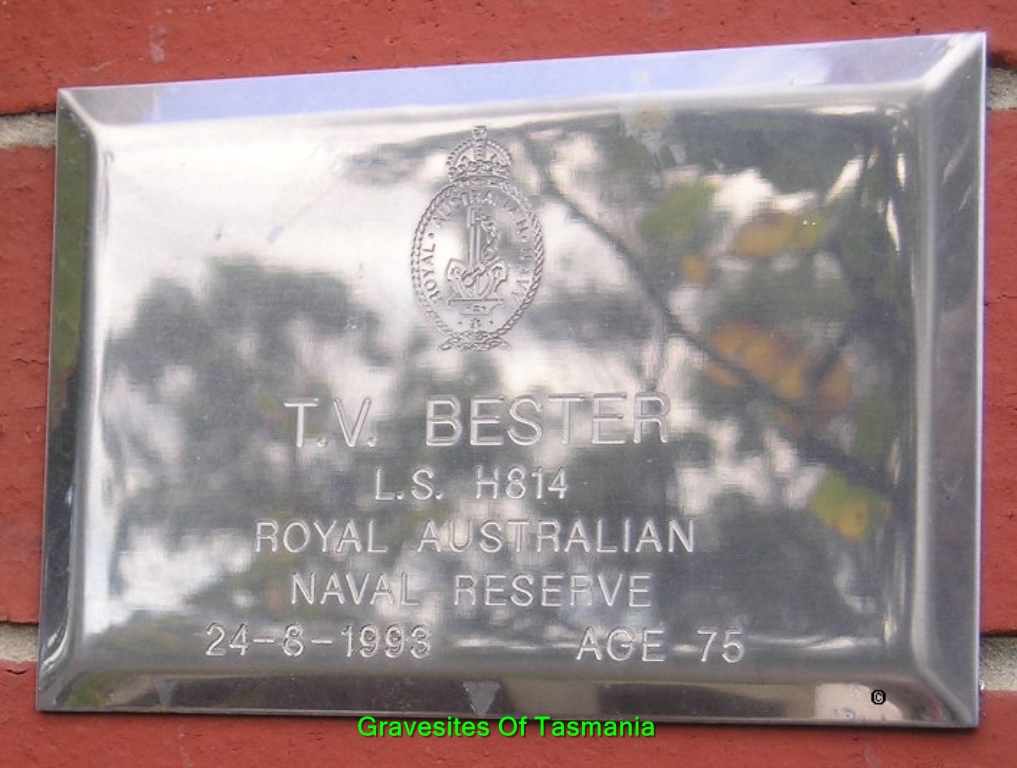 ROYAL AUSTRALIAN NAVY
T.V. BESTER
L.S. H814
ROYAL AUSTRALIAN
NAVAL RESERVE
24-8-1993 AGE 75
©
Gravesites Of Tasmania